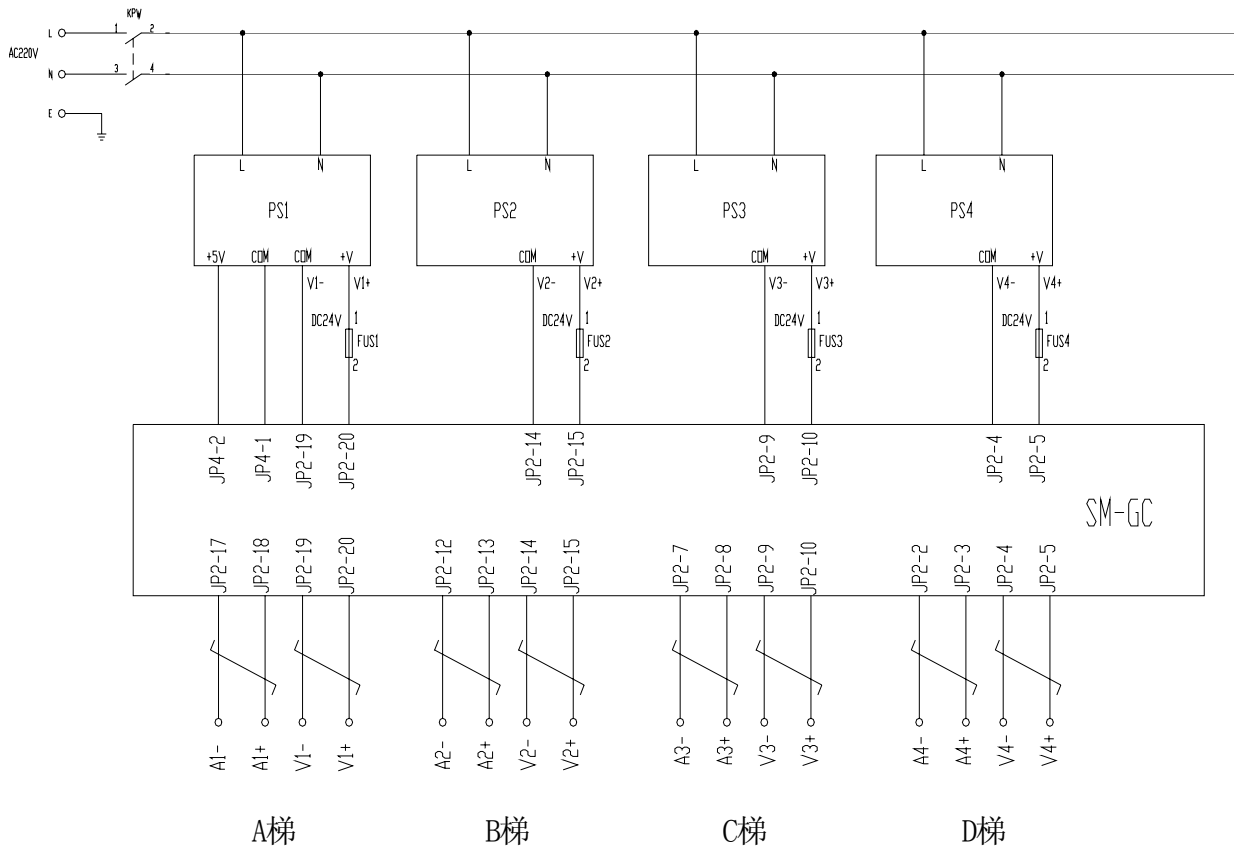 KPW
L 1 2
AC220V
N 3 4
E
L N L N L N L N
PS1 PS2 PS3 PS4
+5V COM COM +V COM +V COM +V COM +V
V1- V1+ V2- V2+ V3- V3+ V4- V4+
DC24V 1 DC24V 1 DC24V 1 DC24V 1
FUS1 FUS2 FUS3 FUS4
2 2 2 2
JP4-2 JP4-1 JP2-19 JP2-20 JP2-14 JP2-15 JP2-9 JP2-10 JP2-4 JP2-5
SM-GC
JP2-17 JP2-18 JP2-19 JP2-20 JP2-12 JP2-13 JP2-14 JP2-15 JP2-7 JP2-8 JP2-9 JP2-10 JP2-2 JP2-3 JP2-4 JP2-5
A1- A1+ V1- V1+ A2- A2+ V2- V2+ A3- A3+ V3- V3+ A4- A4+ V4- V4+
A梯 B梯 C梯 D梯